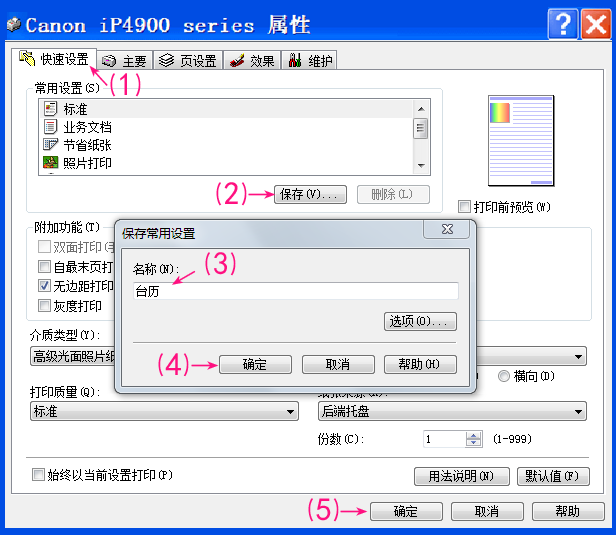 Canon iP4900 series 属性
快速设置 主要 页设置 效果 维护
(1)
常用设置(S)
标准
业务文档
节省纸张
照片打印
(2) 保存(V)... 删除(L)
打印前预览(W)
附加功能(T)
双面打印(手
自最末页打
无边距打印
灰度打印
保存常用设置
名称(N): (3)
台历
选项(O)...
(4) 确定 取消 帮助(H)
介质类型(Y):
高级光面照片纸
横向(D)
打印质量(Q):
标准 后端托盘
份数(C): 1 (1-999)
始终以当前设置打印(P) 用法说明(N) 默认值(F)
(5) 确定 取消 帮助